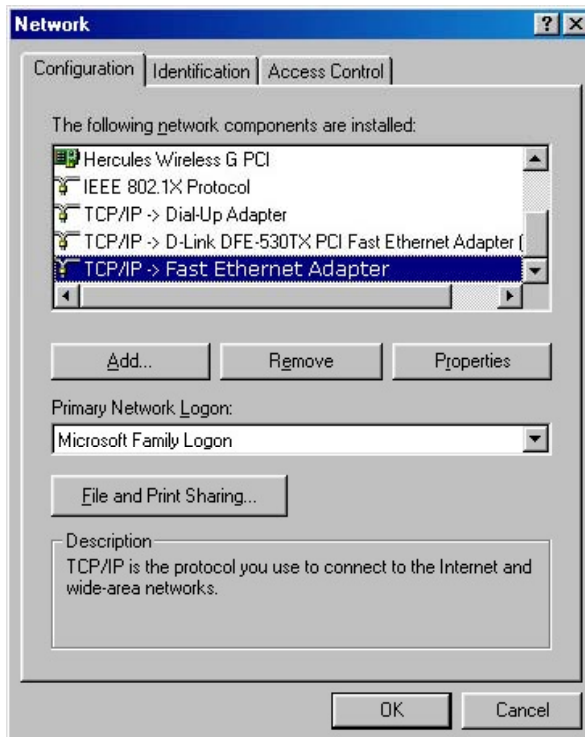 Network
Configuration Identification Access Control
The following network components are installed:
Hercules Wireless G PCI
IEEE 802.1X Protocol
TCP/IP -> Dial-Up Adapter
TCP/IP -> D-Link DFE-530TX PCI Fast Ethernet Adapter (
TCP/IP -> Fast Ethernet Adapter
Add... Remove Properties
Primary Network Logon:
Microsoft Family Logon
File and Print Sharing...
Description
TCP/IP is the protocol you use to connect to the Internet and
wide-area networks.
OK Cancel